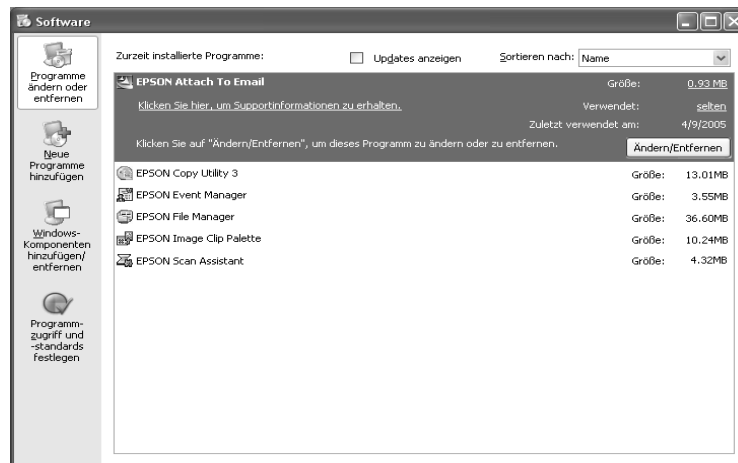 Software
Programme
ändern oder
entfernen
Neue
Programme
hinzufügen
Windows-
Komponenten
hinzufügen/
entfernen
Programm-
zugriff und
-standards
festlegen
Zurzeit installierte Programme:
Updates anzeigen
Sortieren nach: Name
EPSON Attach To Email Größe: 0.93 MB
Klicken Sie hier, um Supportinformationen zu erhalten. Verwendet: selten
Zuletzt verwendet am: 4/9/2005
Klicken Sie auf "Ändern/Entfernen", um dieses Programm zu ändern oder zu entfernen. Ändern/Entfernen
EPSON Copy Utility 3 Größe: 13.01MB
EPSON Event Manager Größe: 3.55MB
EPSON File Manager Größe: 36.60MB
EPSON Image Clip Palette Größe: 10.24MB
EPSON Scan Assistant Größe: 4.32MB